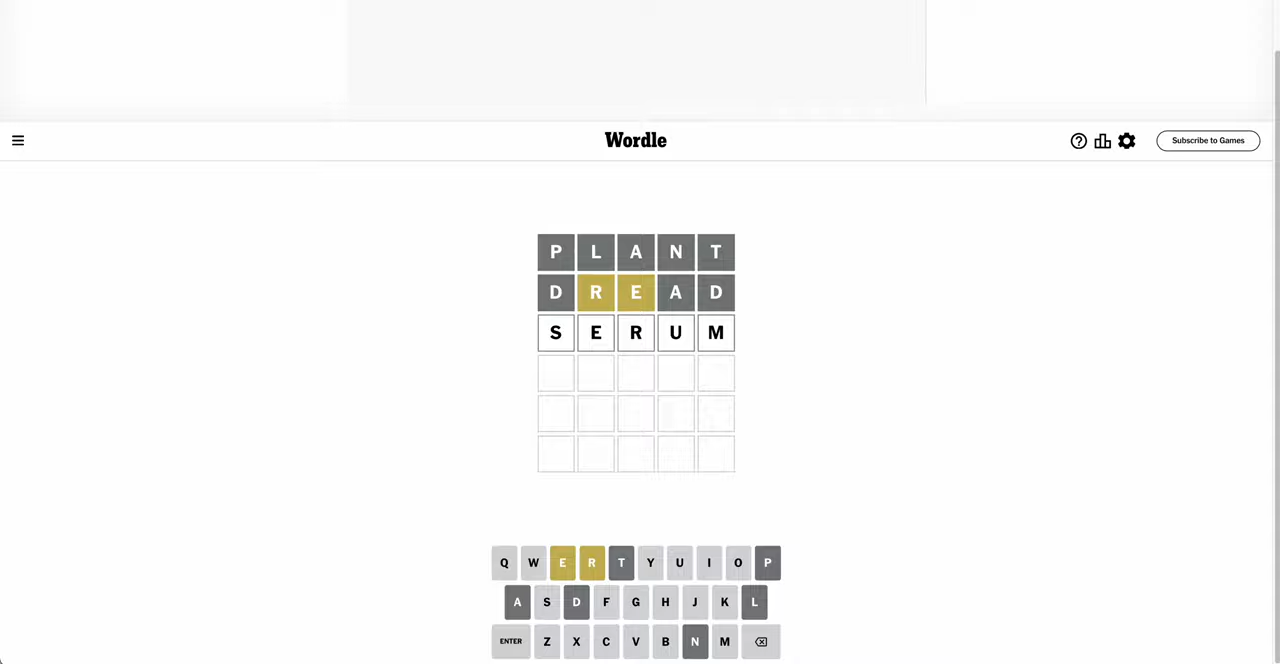 Wordle
Subscribe to Games
P L A N T
D R E A D
S E R U M
Q W E R T Y U I O P
A S D F G H J K L
ENTER Z X C V B N M